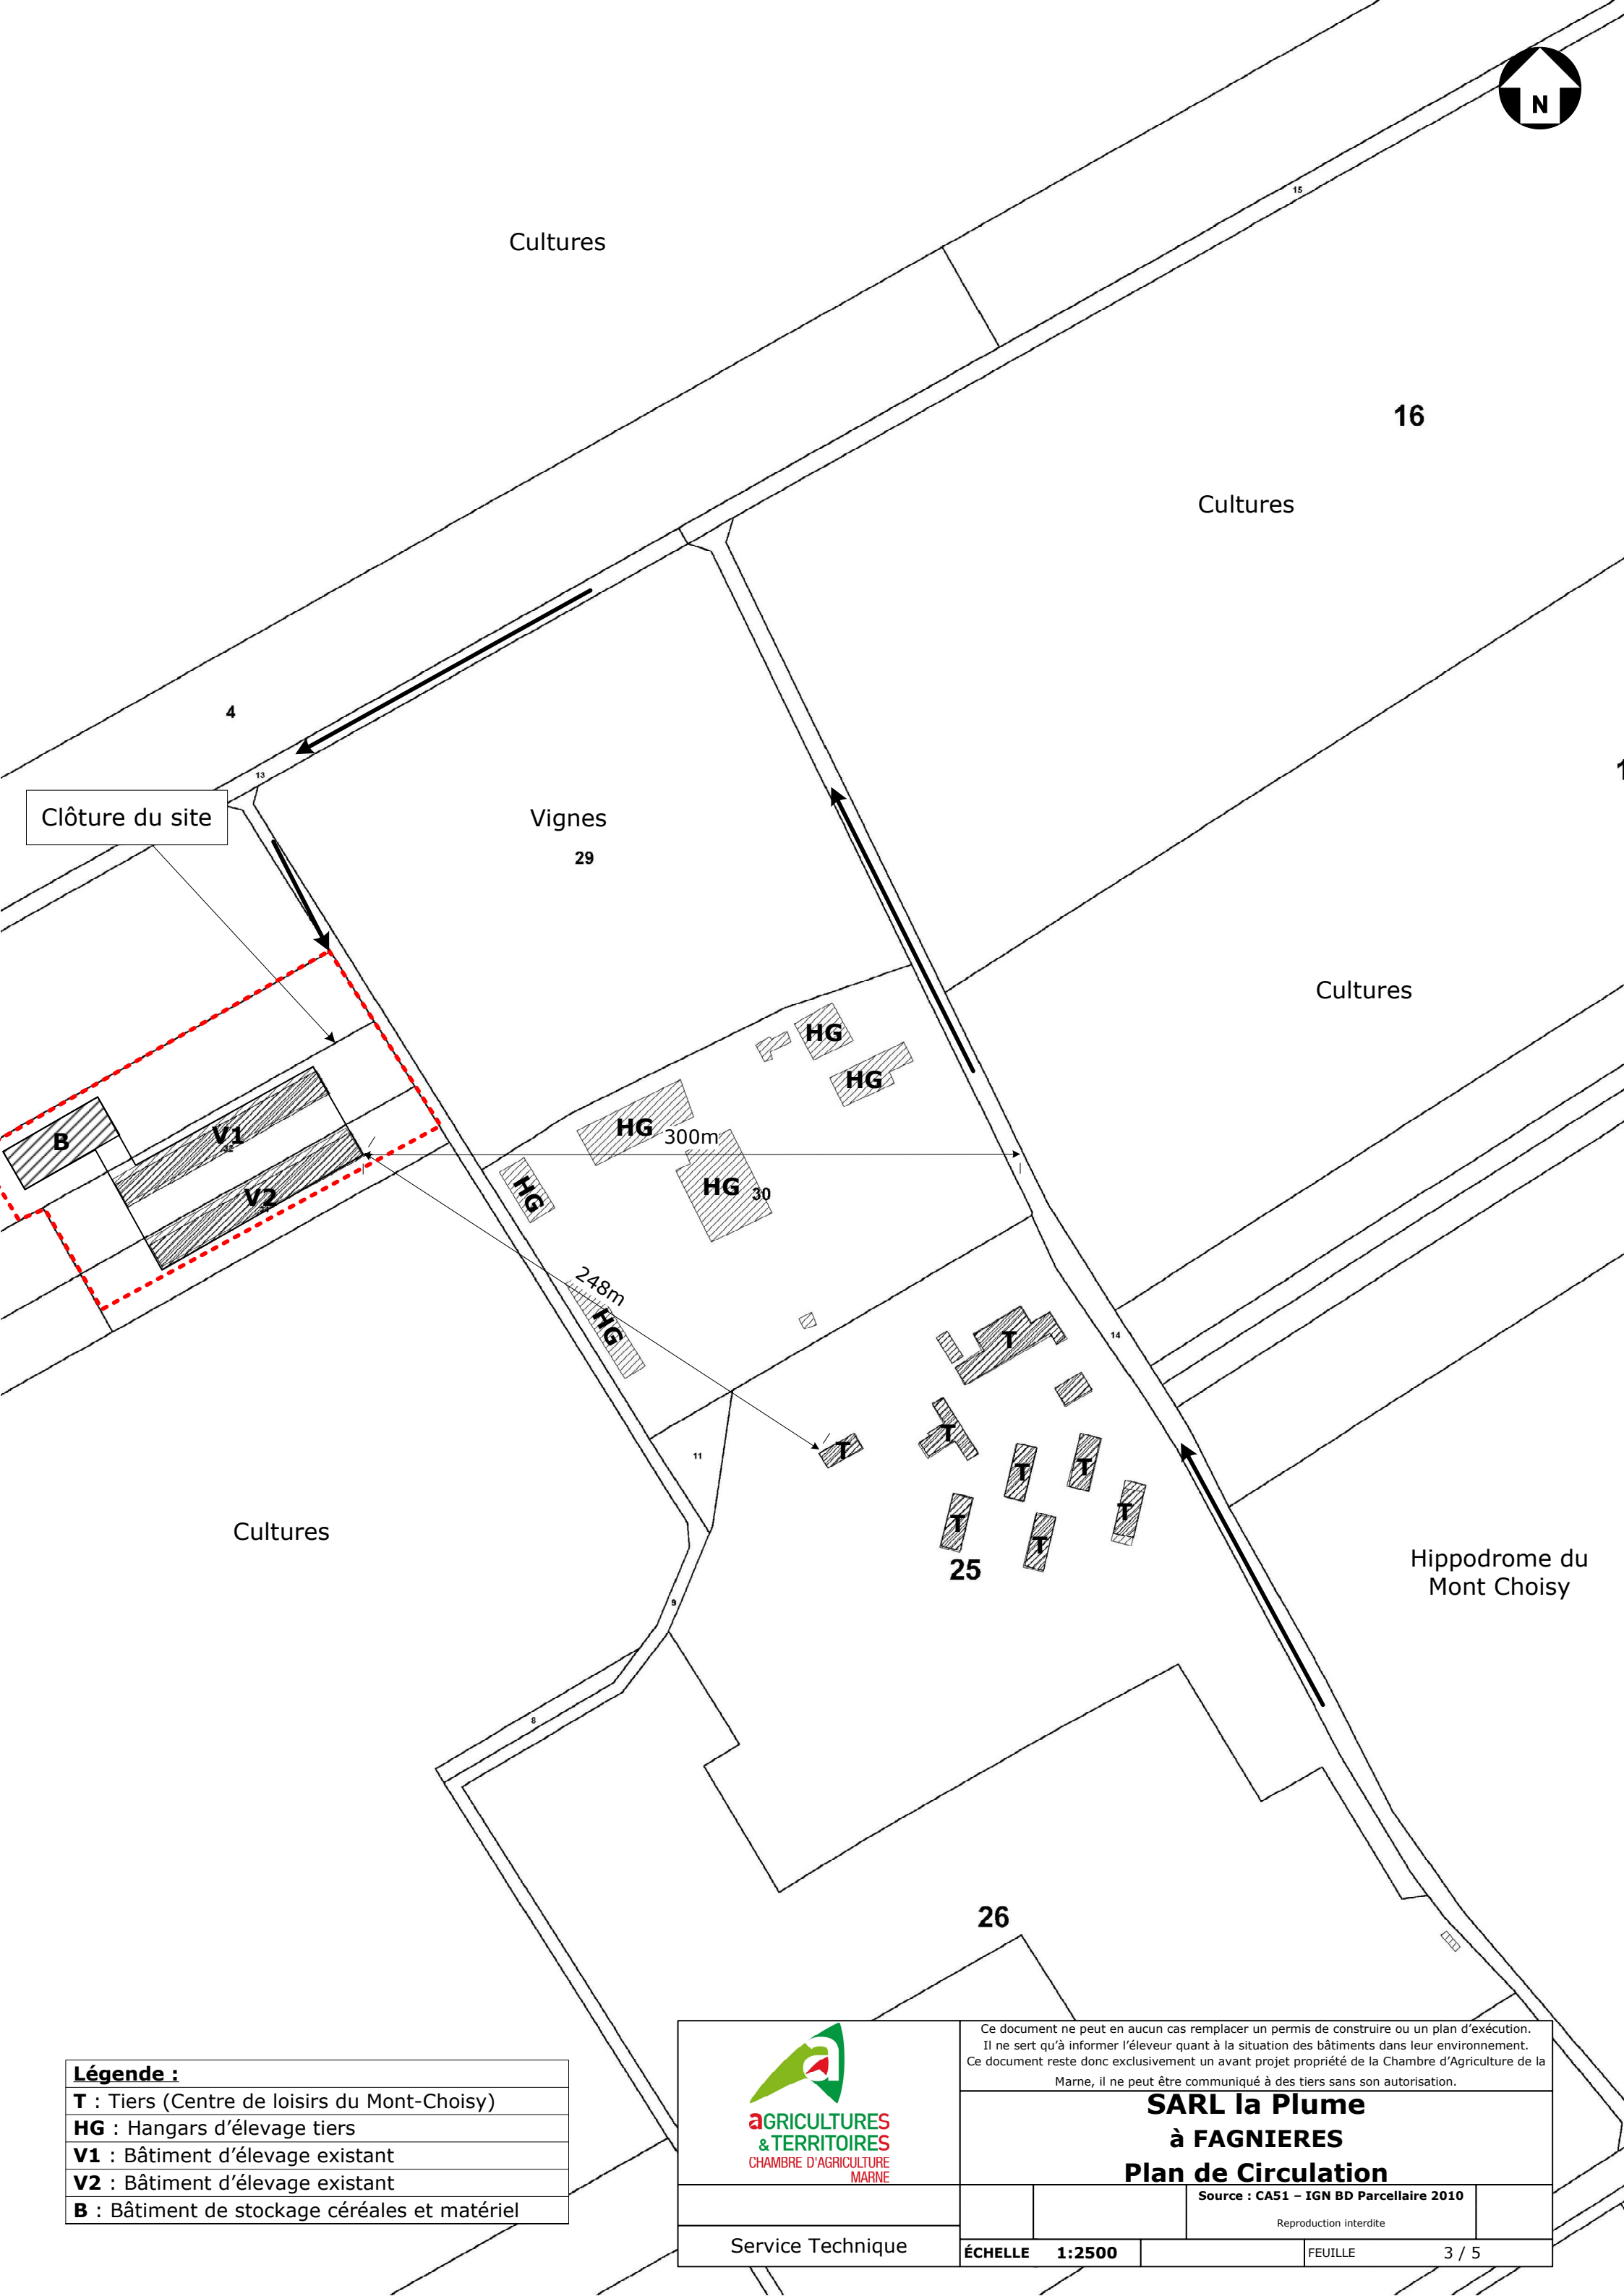 N
15
Cultures
16
Cultures
4
13
Clôture du site
Vignes
29
Cultures
HG
HG
HG
300m
B
V1
V2
HG
HG
30
248m
HG
T
14
T
T
T
T
11
T
T
T
25
Cultures
Hippodrome du
Mont Choisy
9
8
26
Légende :
T : Tiers (Centre de loisirs du Mont-Choisy)
HG : Hangars d’élevage tiers
V1 : Bâtiment d’élevage existant
V2 : Bâtiment d’élevage existant
B : Bâtiment de stockage céréales et matériel
a
aGRICULTURES
&TERRITOIRES
CHAMBRE D'AGRICULTURE
MARNE
Service Technique
Ce document ne peut en aucun cas remplacer un permis de construire ou un plan d’exécution.
Il ne sert qu’à informer l’éleveur quant à la situation des bâtiments dans leur environnement.
Ce document reste donc exclusivement un avant projet propriété de la Chambre d’Agriculture de la
Marne, il ne peut être communiqué à des tiers sans son autorisation.
SARL la Plume
à FAGNIERES
Plan de Circulation
Source : CA51 – IGN BD Parcellaire 2010
Reproduction interdite
ÉCHELLE 1:2500
FEUILLE 3 / 5